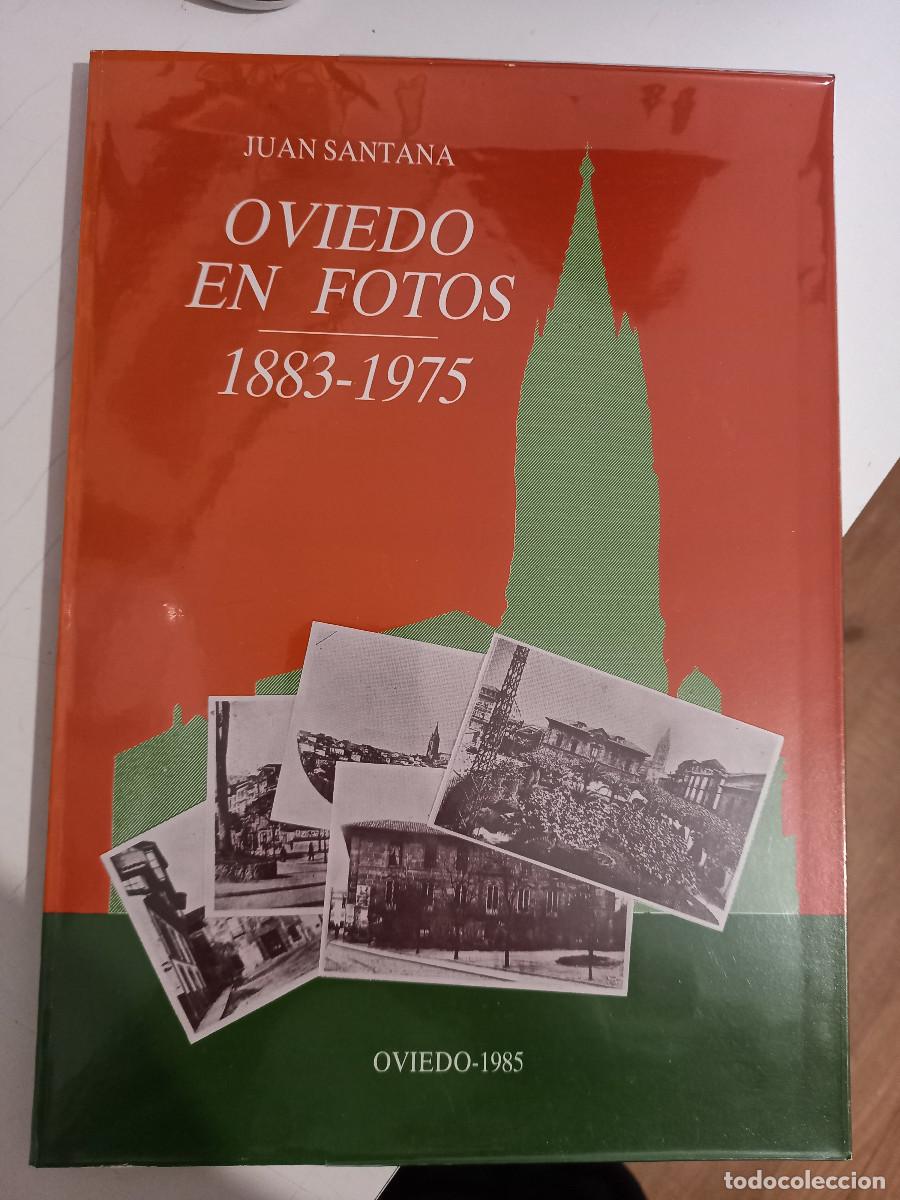 JUAN SANTANA
OVIEDO
EN FOTOS
1883-1975
OVIEDO-1985
todocoleccion